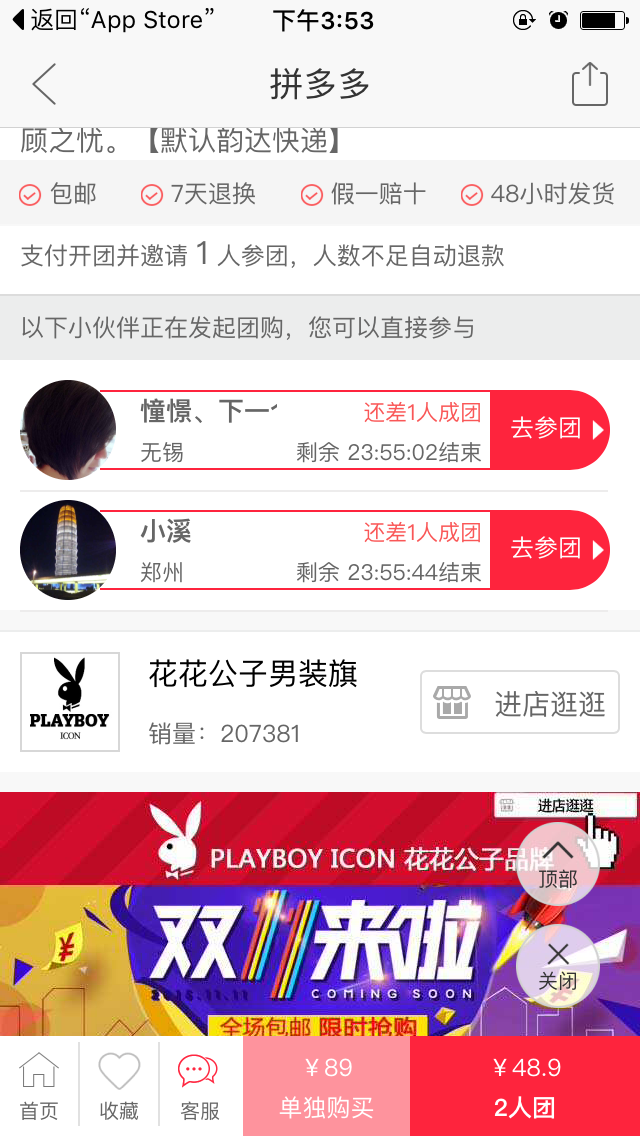 返回“App Store”
下午3:53
拼多多
顾之忧。【默认韵达快递】
包邮
7天退换
假一赔十
48小时发货
支付开团并邀请 1 人参团，人数不足自动退款
以下小伙伴正在发起团购，您可以直接参与
憧憬、下一
还差1人成团
去参团
无锡
剩余 23:55:02结束
小溪
还差1人成团
去参团
郑州
剩余 23:55:44结束
PLAYBOY
ICON
花花公子男装旗
销量：207381
进店逛逛
进店逛逛
PLAYBOY ICON 花花公子品牌
顶部
¥
双11来啦
2016.11.11
COMING SOON
关闭
全场包邮 限时抢购
首页
收藏
客服
¥ 89
单独购买
¥ 48.9
2人团